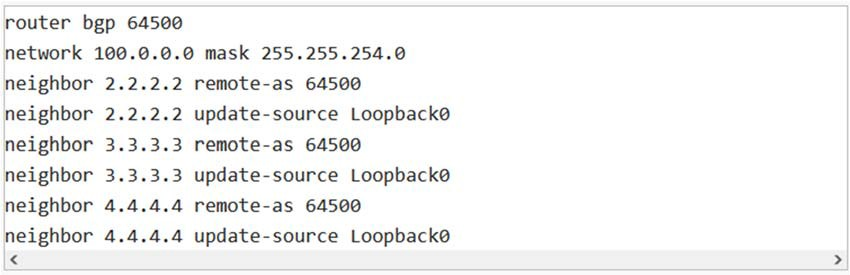 router bgp 64500
network 100.0.0.0 mask 255.255.254.0
neighbor 2.2.2.2 remote-as 64500
neighbor 2.2.2.2 update-source Loopback0
neighbor 3.3.3.3 remote-as 64500
neighbor 3.3.3.3 update-source Loopback0
neighbor 4.4.4.4 remote-as 64500
neighbor 4.4.4.4 update-source Loopback0